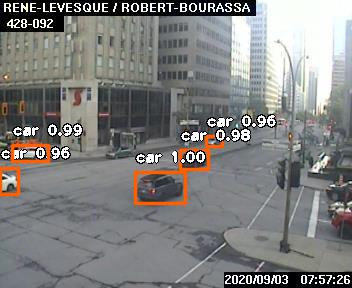 RENE-LEVESQUE / ROBERT-BOURASSA
428-092
car 0.96
car 0.99
car 0.98
car 0.96
car 1.00
2020/09/03 07:57:26